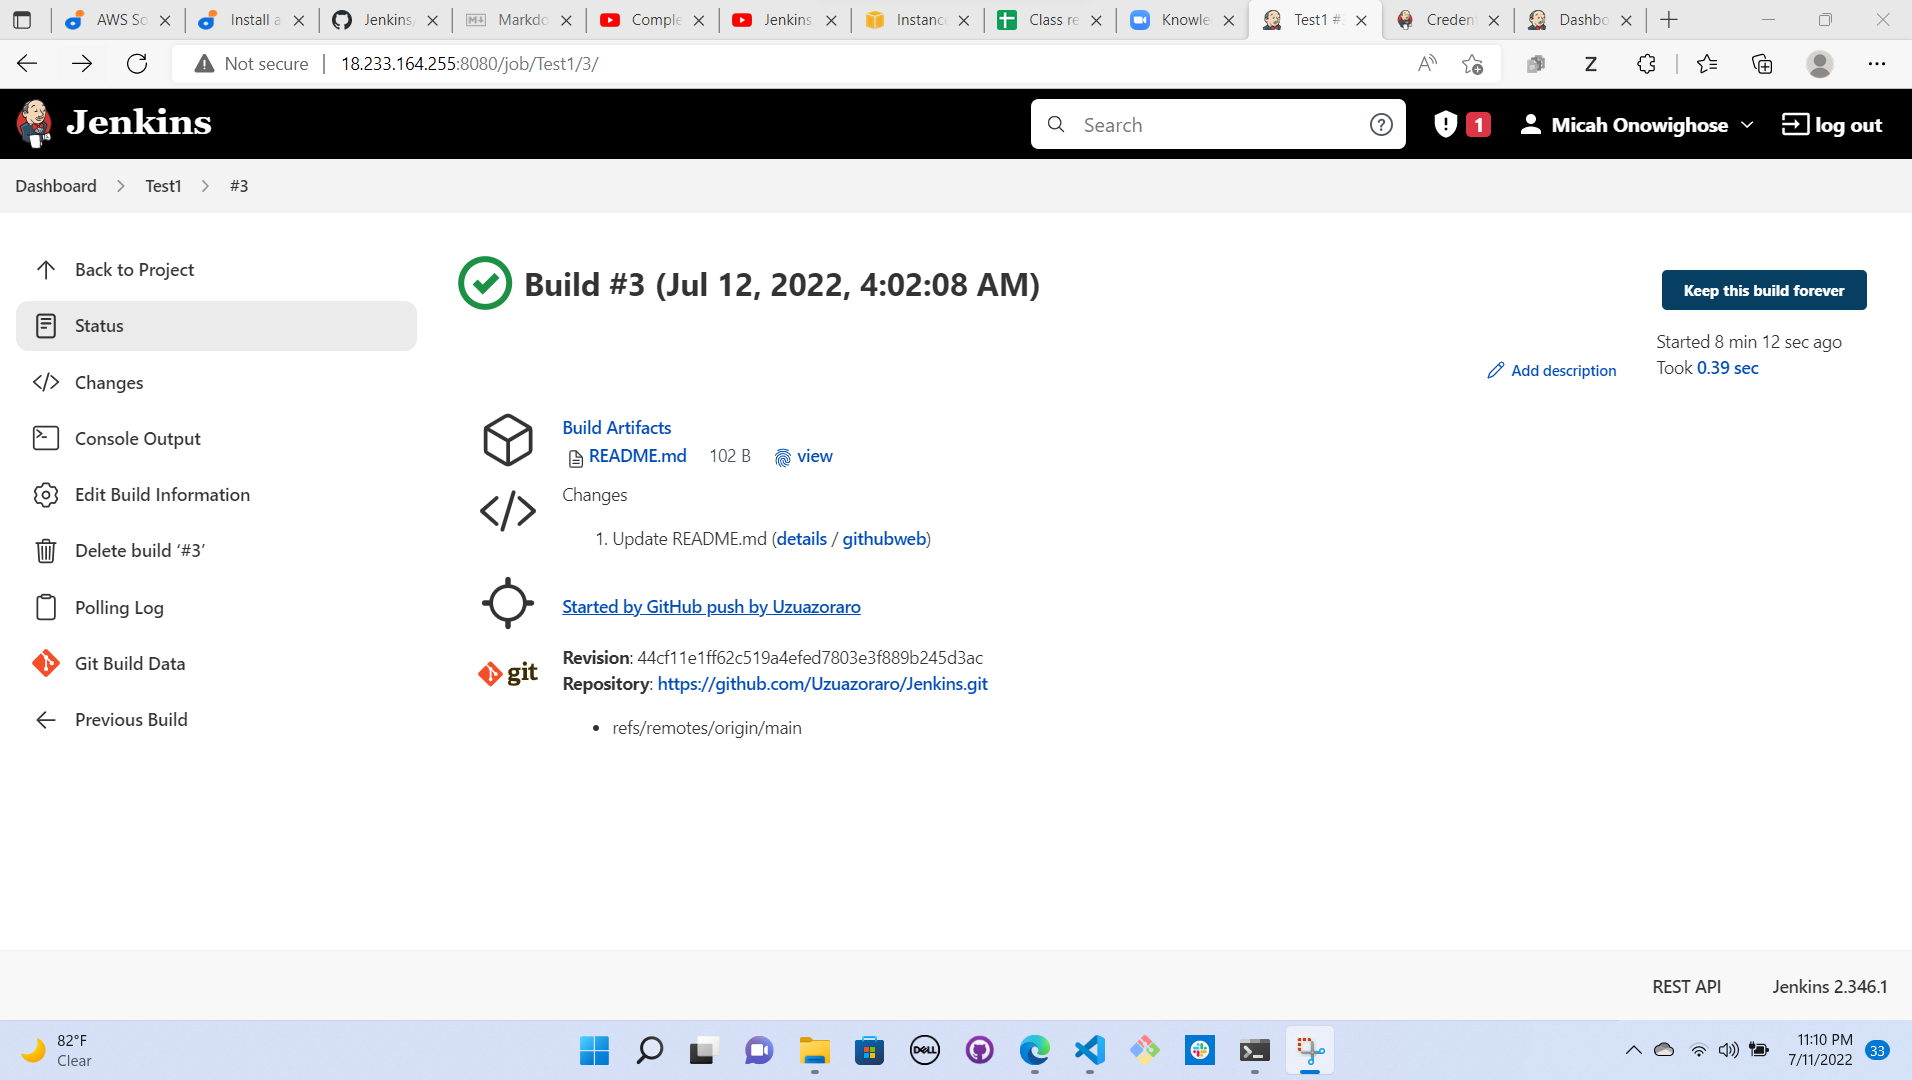 AWS So
Install a
Jenkins,
Markdo
Comple
Jenkins
Instanc
Class re
Knowle
Test1 #
Creden
Dashbo
Not secure
18.233.164.255:8080/job/Test1/3/
Z
Jenkins
Search
1
Micah Onowighose
log out
Dashboard
Test1
#3
Back to Project
Status
Changes
Console Output
Edit Build Information
Delete build ‘#3’
Polling Log
Git Build Data
Previous Build
Build #3 (Jul 12, 2022, 4:02:08 AM)
Keep this build forever
Started 8 min 12 sec ago
Took 0.39 sec
Add description
Build Artifacts
README.md 102 B view
Changes
1. Update README.md (details / githubweb)
Started by GitHub push by Uzuazoraro
git
Revision: 44cf11e1ff62c519a4efed7803e3f889b245d3ac
Repository: https://github.com/Uzuazoraro/Jenkins.git
• refs/remotes/origin/main
REST API
Jenkins 2.346.1
82°F
Clear
DELL
11:10 PM
7/11/2022
33